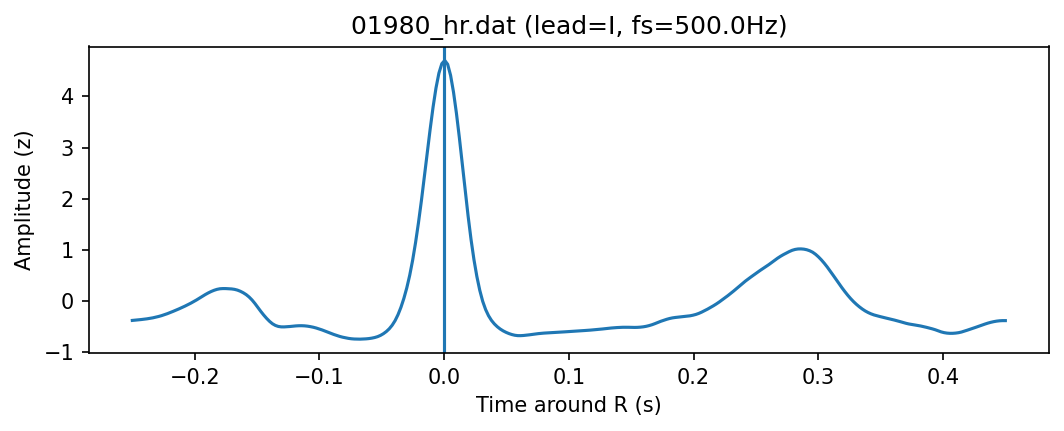 01980_hr.dat (lead=I, fs=500.0Hz)
Amplitude (z)
4
3
2
1
0
−1
−0.2 −0.1 0.0 0.1 0.2 0.3 0.4
Time around R (s)